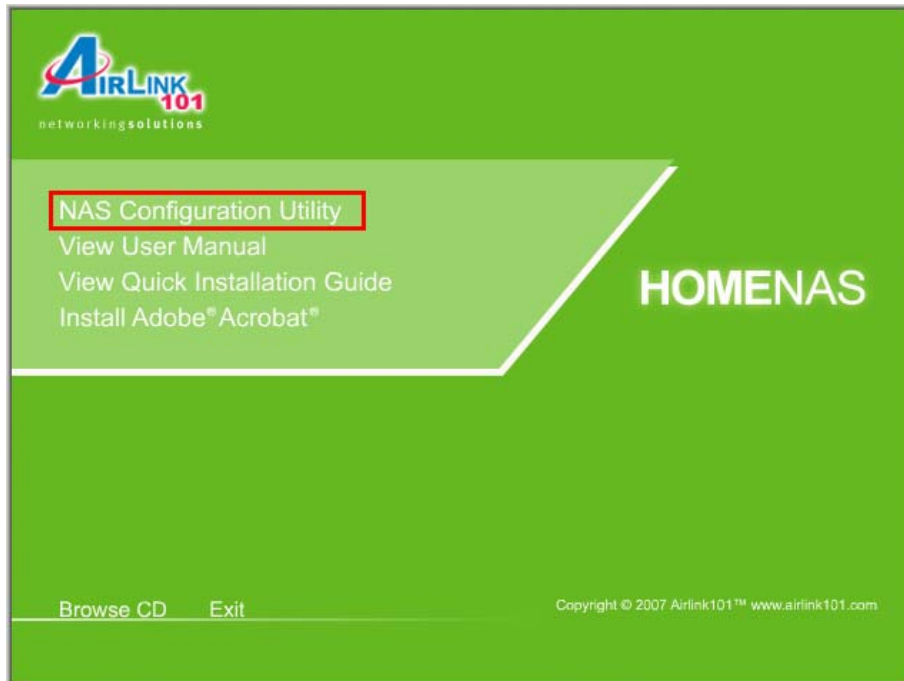 AIRLINK
101
networkingsolutions
NAS Configuration Utility
View User Manual
View Quick Installation Guide
Install Adobe® Acrobat®
HOMENAS
Browse CD
Exit
Copyright © 2007 Airlink101™ www.airlink101.com